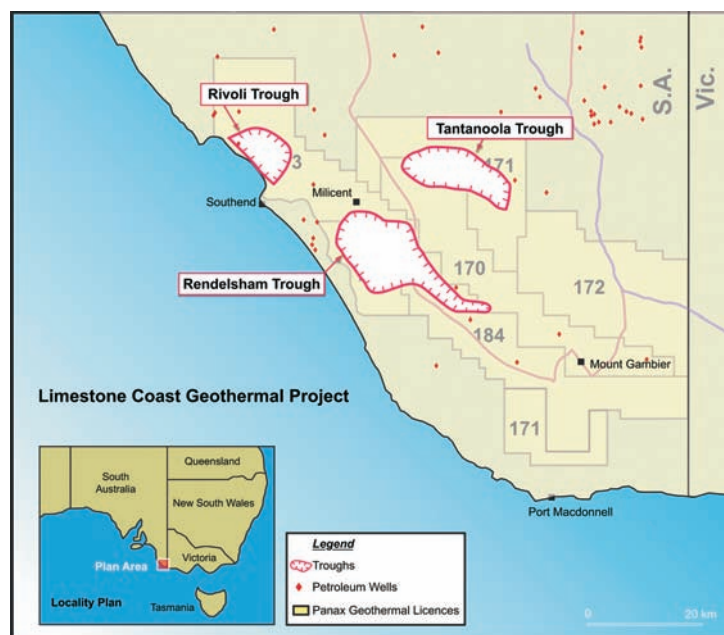 Rivoli Trough
S.A.
Vic.
Tantanoola Trough
3
171
Southend
Milicent
Rendelsham Trough
170
172
184
Mount Gambier
Limestone Coast Geothermal Project
171
Port Macdonnell
South
Australia
Queensland
New South Wales
Victoria
Plan Area
Tasmania
Locality Plan
Legend
Troughs
Petroleum Wells
Panax Geothermal Licences
0
20 km